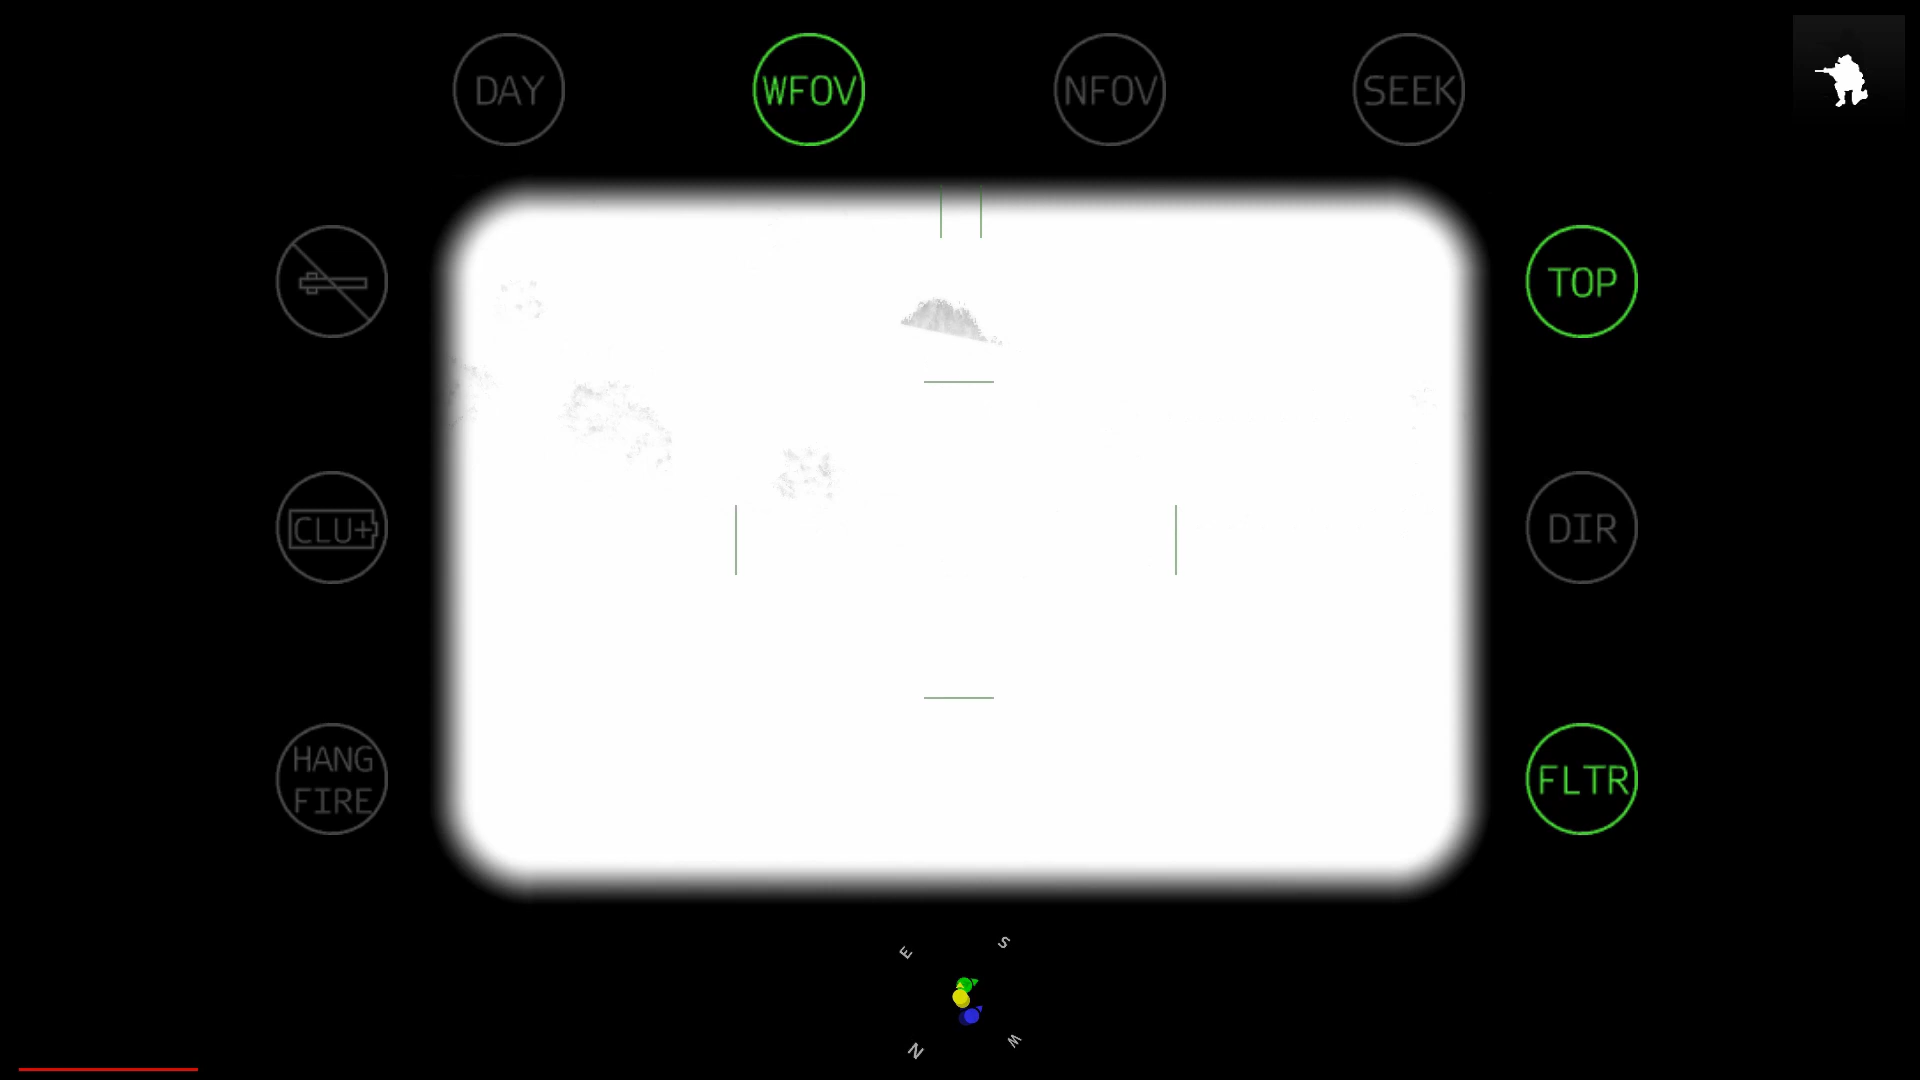 DAY
WFOV
NFOV
SEEK
TOP
CLU+
DIR
HANG
FIRE
FLTR
E
S
N
W